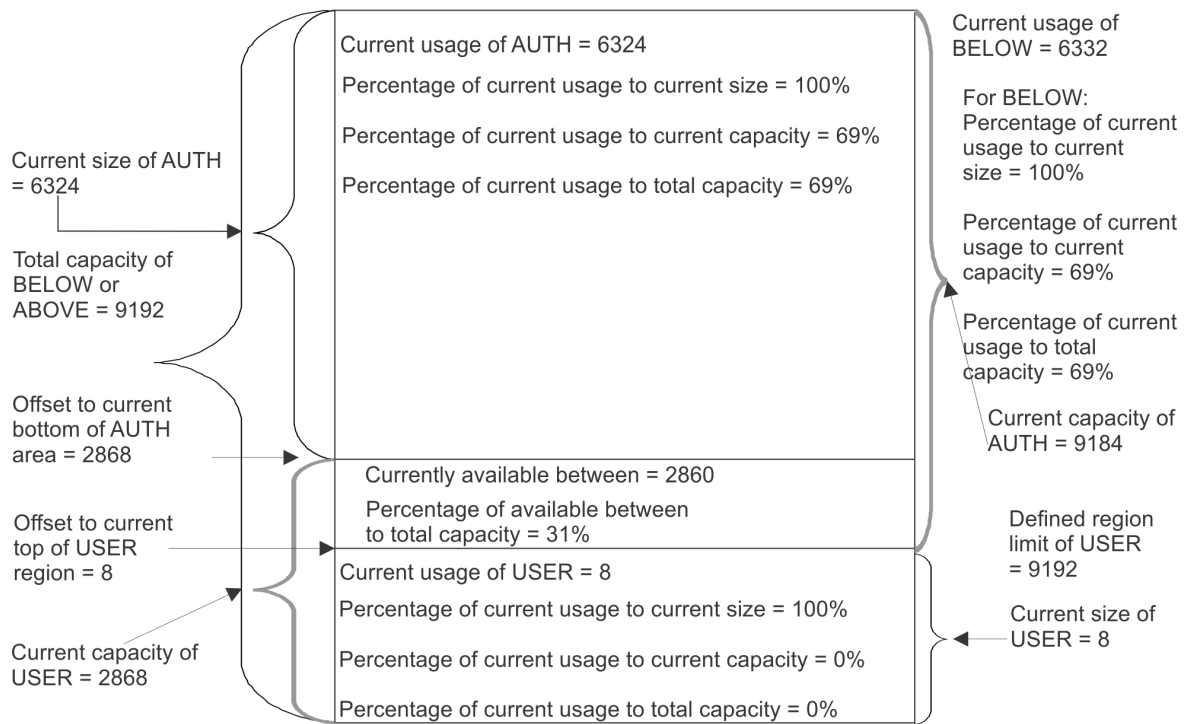 Current usage of AUTH = 6324
Percentage of current usage to current size = 100%
Percentage of current usage to current capacity = 69%
Percentage of current usage to total capacity = 69%
Current size of AUTH
= 6324
Total capacity of
BELOW or
ABOVE = 9192
Offset to current
bottom of AUTH
area = 2868
Offset to current
top of USER
region = 8
Current capacity of
USER = 2868
Currently available between = 2860
Percentage of available between
to total capacity = 31%
Current usage of USER = 8
Percentage of current usage to current size = 100%
Percentage of current usage to current capacity = 0%
Percentage of current usage to total capacity = 0%
Current usage of
BELOW = 6332
For BELOW:
Percentage of current
usage to current
size = 100%
Percentage of current
usage to current
capacity = 69%
Percentage of current
usage to total
capacity = 69%
Current capacity of
AUTH = 9184
Defined region
limit of USER
= 9192
Current size of
USER = 8